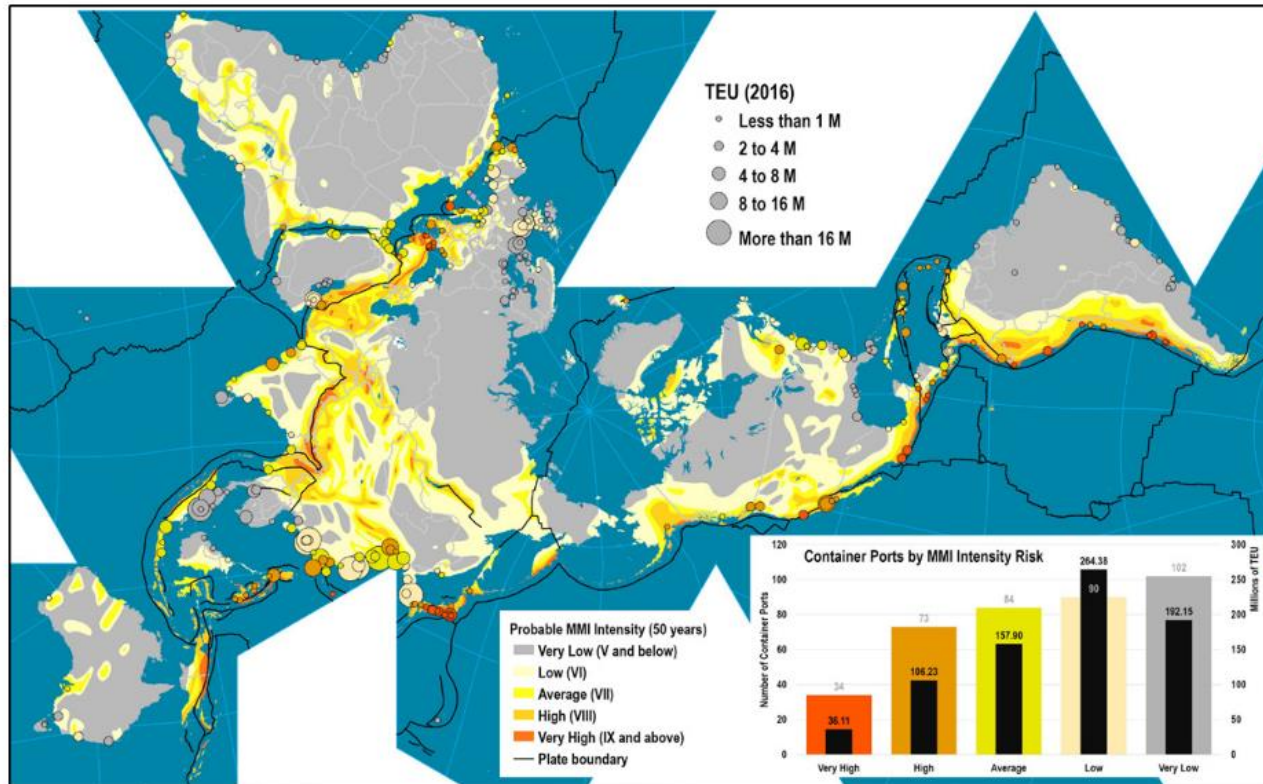 TEU (2016)
Less than 1 M
2 to 4 M
4 to 8 M
8 to 16 M
More than 16 M
Probable MMI Intensity (50 years)
Very Low (V and below)
Low (VI)
Average (VII)
High (VIII)
Very High (IX and above)
Plate boundary
Container Ports by MMI Intensity Risk
Number of Container Ports
120
100
80
60
40
20
0
34
36.11
73
106.23
84
157.90
264.38
90
102
192.15
300
250
200
150
100
50
0
Millions of TEU
Very High
High
Average
Low
Very Low